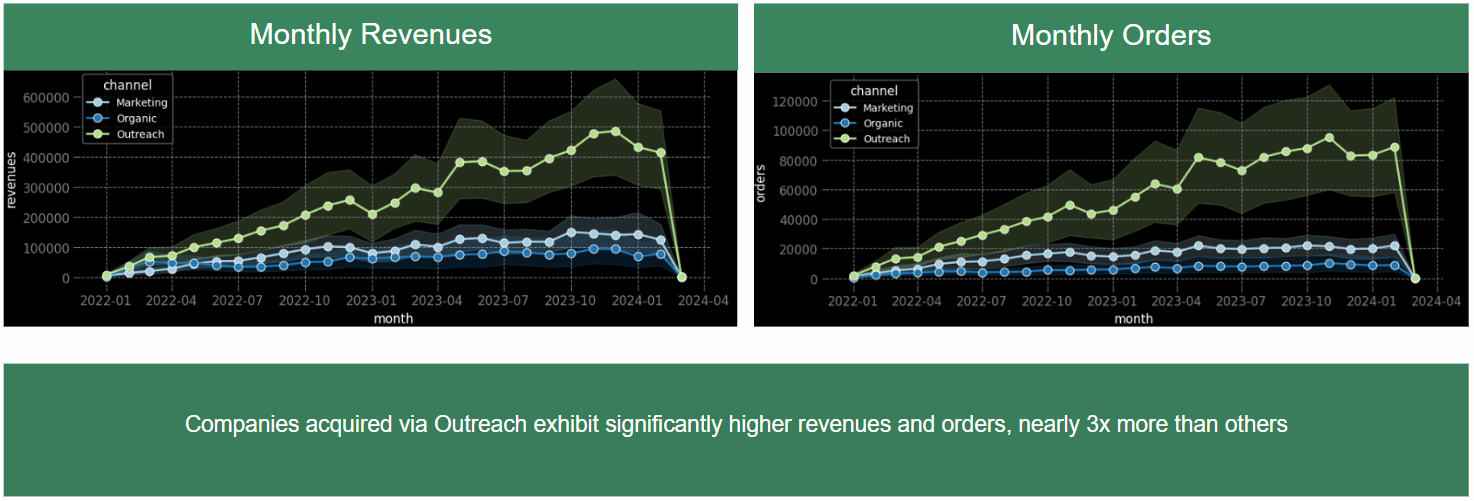 Monthly Revenues
Monthly Orders
channel
Marketing
Organic
Outreach
revenues
600000
500000
400000
300000
200000
100000
0
2022-01 2022-04 2022-07 2022-10 2023-01 2023-04 2023-07 2023-10 2024-01 2024-04
month
channel
Marketing
Organic
Outreach
orders
120000
100000
80000
60000
40000
20000
0
2022-01 2022-04 2022-07 2022-10 2023-01 2023-04 2023-07 2023-10 2024-01 2024-04
month
Companies acquired via Outreach exhibit significantly higher revenues and orders, nearly 3x more than others